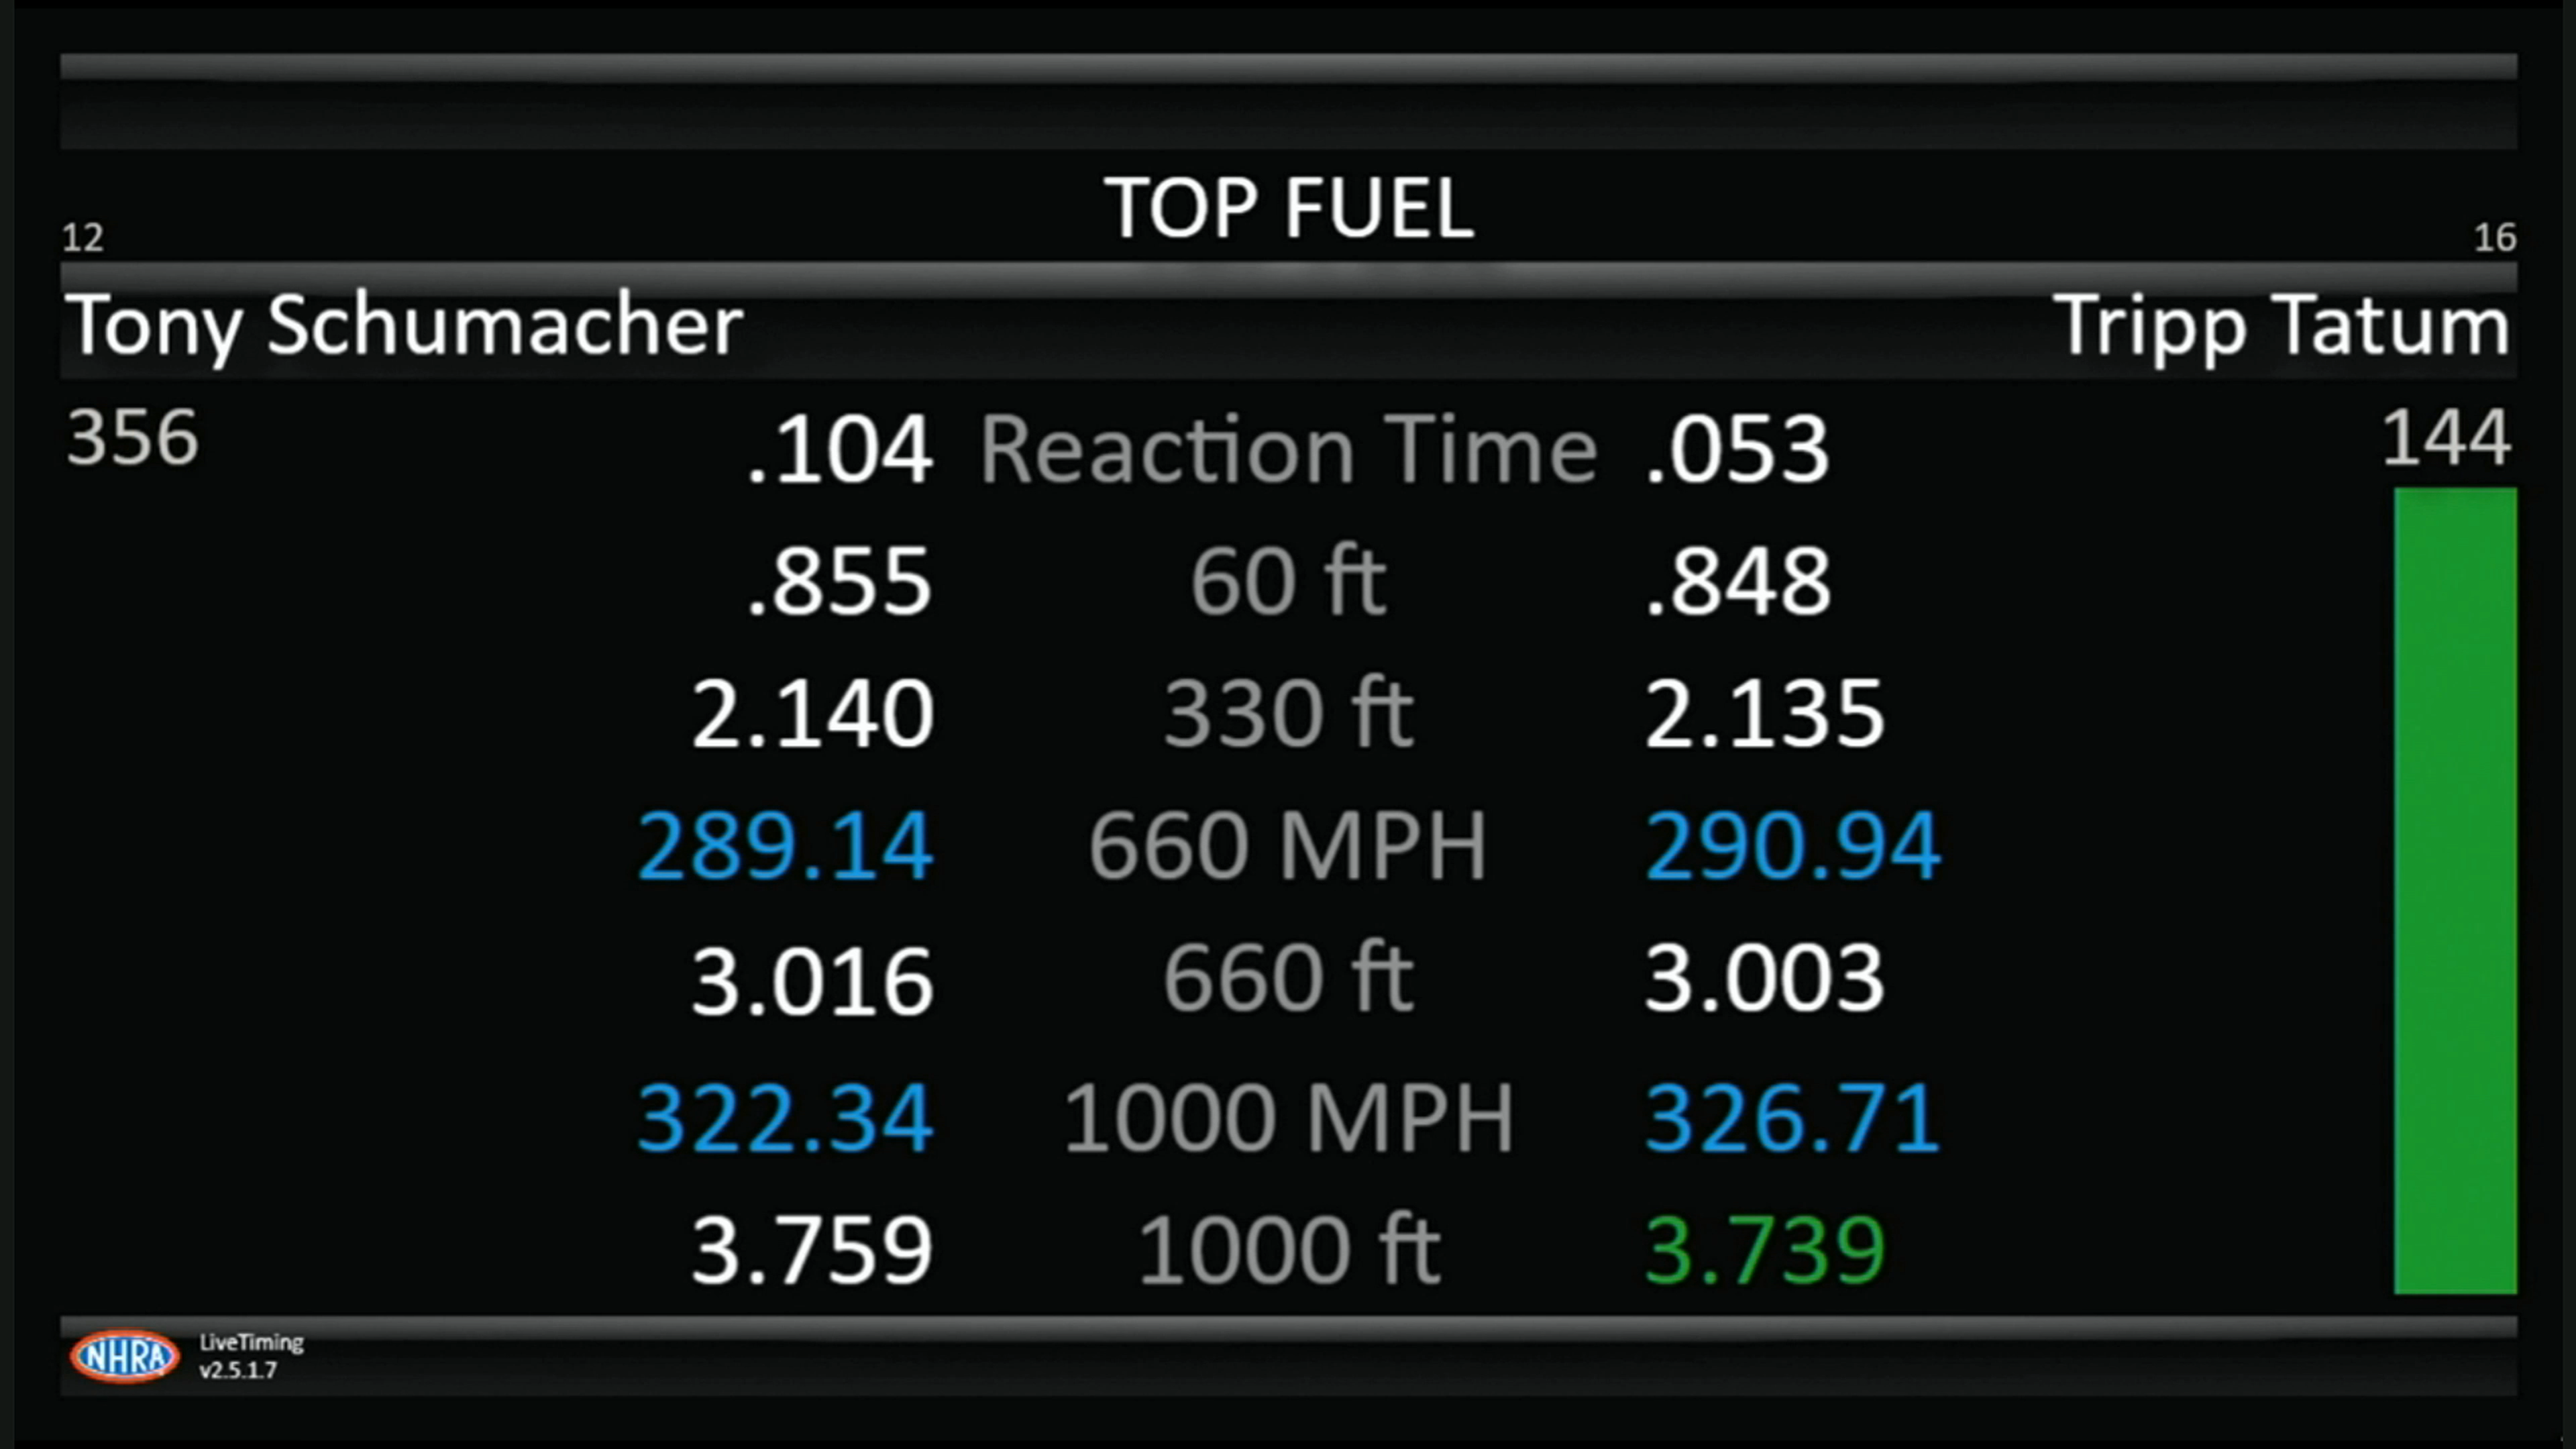 TOP FUEL
12 16
Tony Schumacher Tripp Tatum
356 .104 Reaction Time .053 144
.855 60 ft .848
2.140 330 ft 2.135
289.14 660 MPH 290.94
3.016 660 ft 3.003
322.34 1000 MPH 326.71
3.759 1000 ft 3.739
NHRA LiveTiming
v2.5.1.7